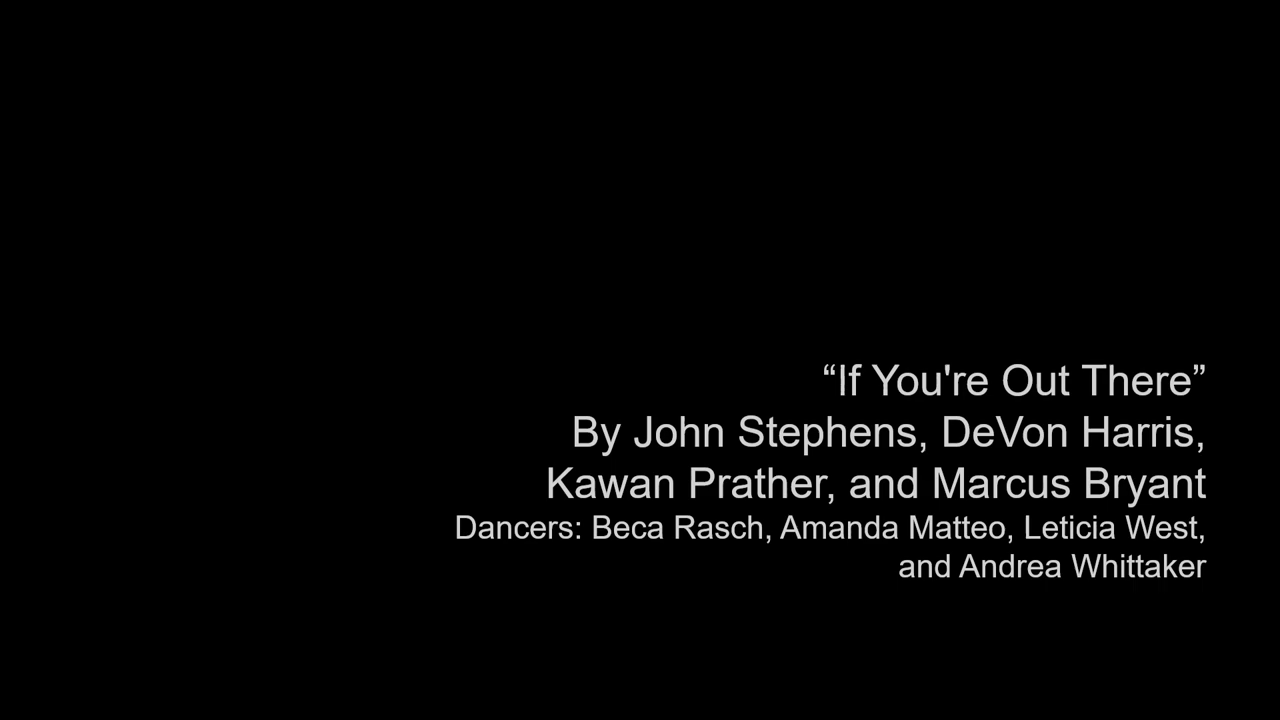 “If You're Out There”
By John Stephens, DeVon Harris,
Kawan Prather, and Marcus Bryant
Dancers: Beca Rasch, Amanda Matteo, Leticia West,
and Andrea Whittaker